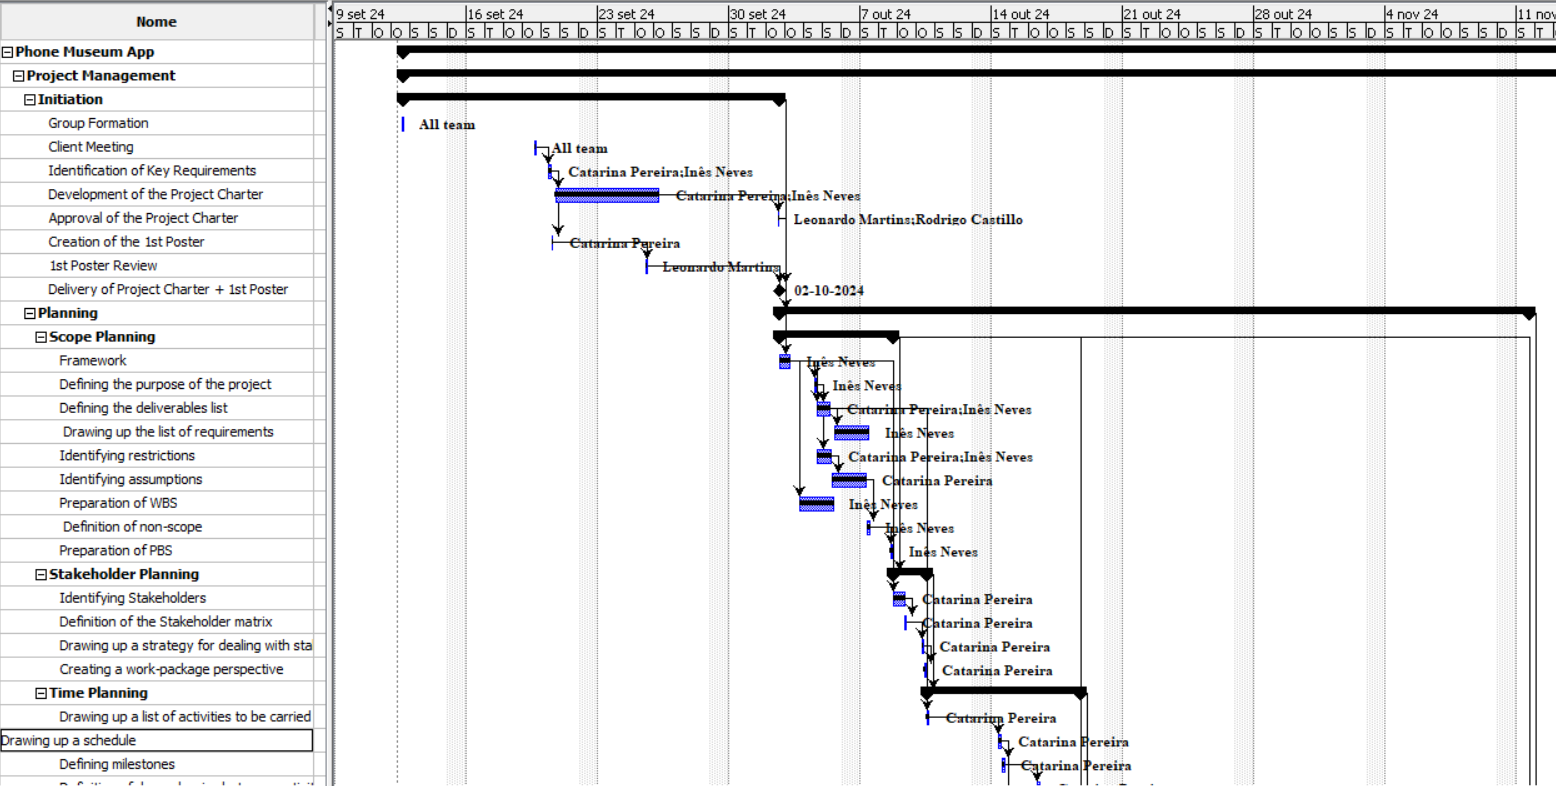 Nome
9 set 24 16 set 24 23 set 24 30 set 24 7 out 24 14 out 24 21 out 24 28 out 24 4 nov 24 11 nov
S T O O S S D S T O O S S D S T O O S S D S T O O S S D S T O O S S D S T O O S S D S T O O S S D S T O O S S D S T O O S S D S T
Phone Museum App
Project Management
Initiation
Group Formation All team
Client Meeting All team
Identification of Key Requirements Catarina Pereira;Inês Neves
Development of the Project Charter Catarina Pereira;Inês Neves
Approval of the Project Charter Leonardo Martins;Rodrigo Castillo
Creation of the 1st Poster Catarina Pereira
1st Poster Review Leonardo Martins
Delivery of Project Charter + 1st Poster 02-10-2024
Planning
Scope Planning
Framework Inês Neves
Defining the purpose of the project Inês Neves
Defining the deliverables list Catarina Pereira;Inês Neves
Drawing up the list of requirements Inês Neves
Identifying restrictions Catarina Pereira;Inês Neves
Identifying assumptions Catarina Pereira
Preparation of WBS Inês Neves
Definition of non-scope Inês Neves
Preparation of PBS Inês Neves
Stakeholder Planning
Identifying Stakeholders Catarina Pereira
Definition of the Stakeholder matrix Catarina Pereira
Drawing up a strategy for dealing with sta Catarina Pereira
Creating a work-package perspective Catarina Pereira
Time Planning
Drawing up a list of activities to be carried Catarina Pereira
Drawing up a schedule Catarina Pereira
Defining milestones Catarina Pereira